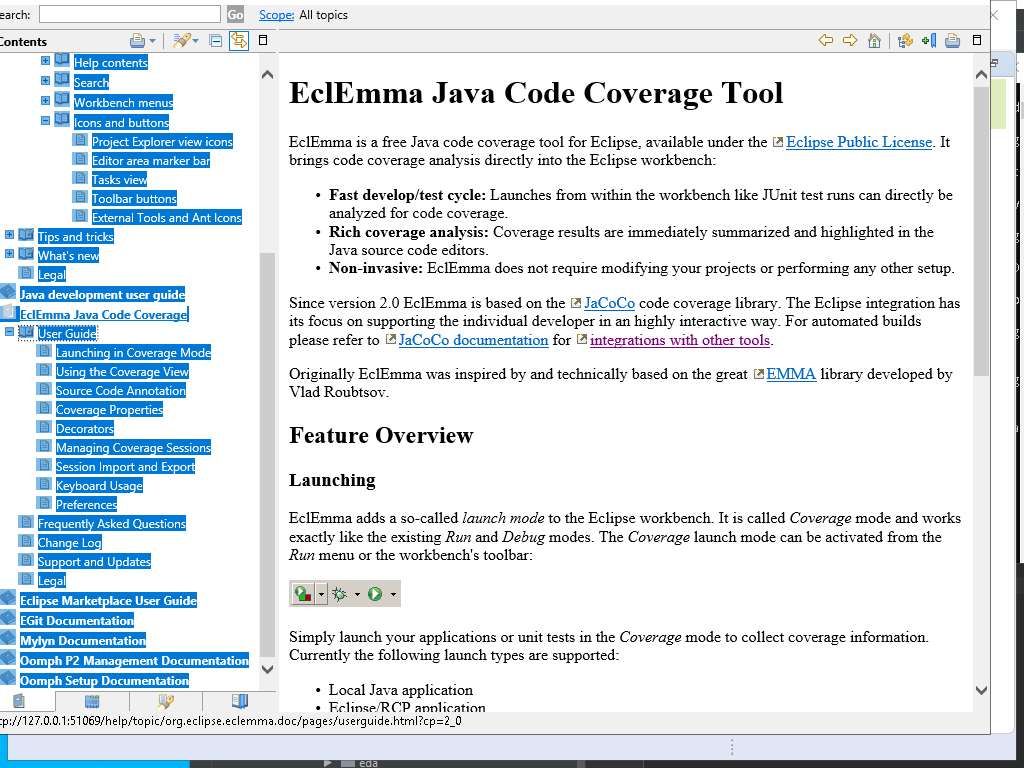 earch:
Go
Scope: All topics
Contents
Help contents
Search
Workbench menus
Icons and buttons
Project Explorer view icons
Editor area marker bar
Tasks view
Toolbar buttons
External Tools and Ant Icons
Tips and tricks
What's new
Legal
Java development user guide
EclEmma Java Code Coverage
User Guide
Launching in Coverage Mode
Using the Coverage View
Source Code Annotation
Coverage Properties
Decorators
Managing Coverage Sessions
Session Import and Export
Keyboard Usage
Preferences
Frequently Asked Questions
Change Log
Support and Updates
Legal
Eclipse Marketplace User Guide
EGit Documentation
Mylyn Documentation
Oomph P2 Management Documentation
Oomph Setup Documentation
EclEmma Java Code Coverage Tool
EclEmma is a free Java code coverage tool for Eclipse, available under the Eclipse Public License. It
brings code coverage analysis directly into the Eclipse workbench:
• Fast develop/test cycle: Launches from within the workbench like JUnit test runs can directly be
analyzed for code coverage.
• Rich coverage analysis: Coverage results are immediately summarized and highlighted in the
Java source code editors.
• Non-invasive: EclEmma does not require modifying your projects or performing any other setup.
Since version 2.0 EclEmma is based on the JaCoCo code coverage library. The Eclipse integration has
its focus on supporting the individual developer in an highly interactive way. For automated builds
please refer to JaCoCo documentation for integrations with other tools.
Originally EclEmma was inspired by and technically based on the great EMMA library developed by
Vlad Roubtsov.
Feature Overview
Launching
EclEmma adds a so-called launch mode to the Eclipse workbench. It is called Coverage mode and works
exactly like the existing Run and Debug modes. The Coverage launch mode can be activated from the
Run menu or the workbench's toolbar:
Simply launch your applications or unit tests in the Coverage mode to collect coverage information.
Currently the following launch types are supported:
• Local Java application
• Eclipse/RCP application
cp://127.0.0.1:51069/help/topic/org.eclipse.eclemma.doc/pages/userguide.html?cp=2_0
eda